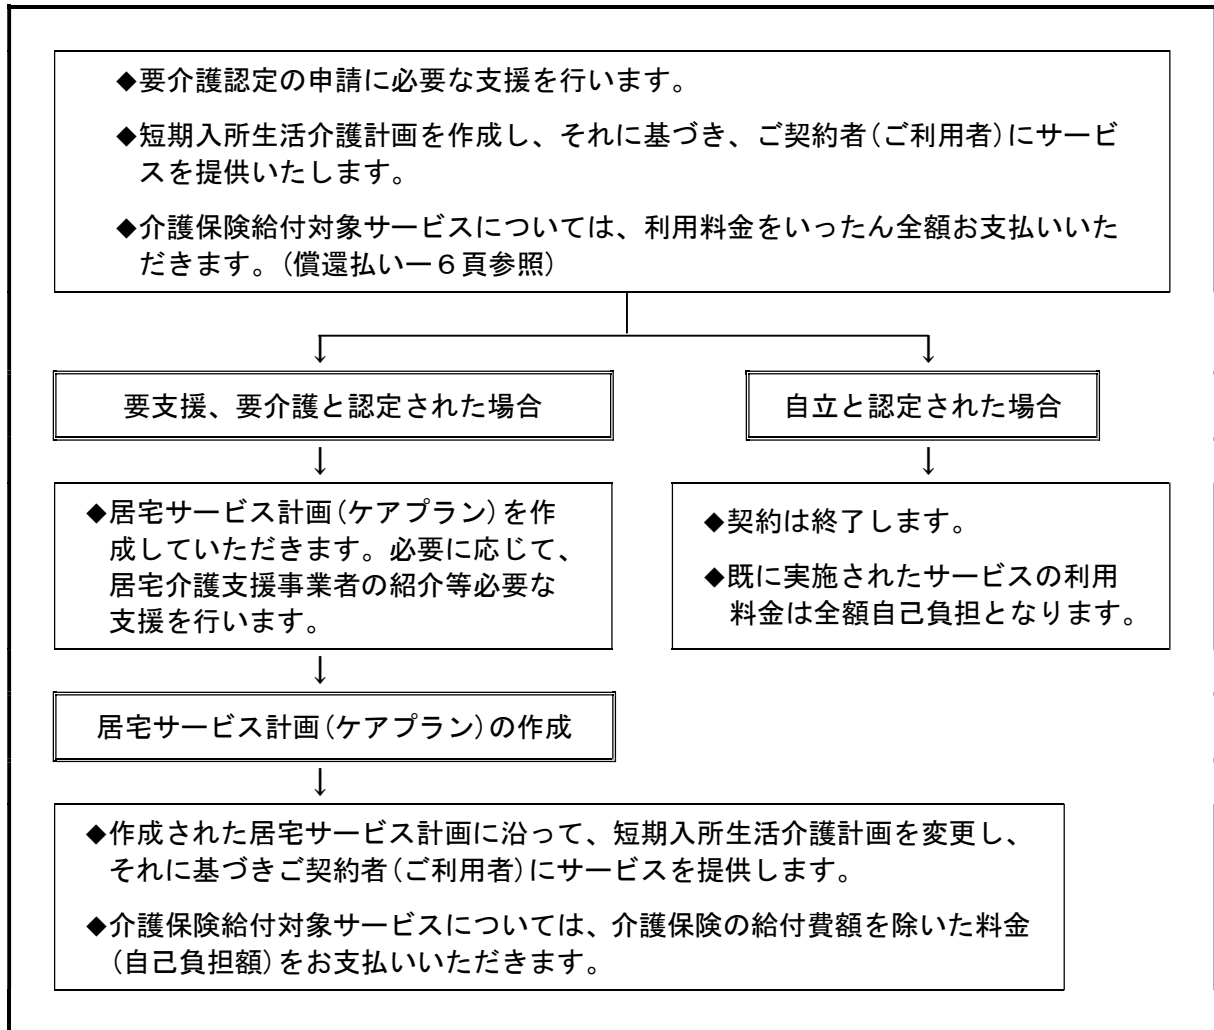 ◆要介護認定の申請に必要な支援を行います。
◆短期入所生活介護計画を作成し、それに基づき、ご契約者(ご利用者)にサービ
スを提供いたします。
◆介護保険給付対象サービスについては、利用料金をいったん全額お支払いいた
だきます。(償還払いー６頁参照)
↓
↓
要支援、要介護と認定された場合
自立と認定された場合
↓
↓
◆居宅サービス計画(ケアプラン)を作
成していただきます。必要に応じて、
居宅介護支援事業者の紹介等必要な
支援を行います。
◆契約は終了します。
◆既に実施されたサービスの利用
料金は全額自己負担となります。
↓
居宅サービス計画(ケアプラン)の作成
↓
◆作成された居宅サービス計画に沿って、短期入所生活介護計画を変更し、
それに基づきご契約者(ご利用者)にサービスを提供します。
◆介護保険給付対象サービスについては、介護保険の給付費額を除いた料金
(自己負担額)をお支払いいただきます。